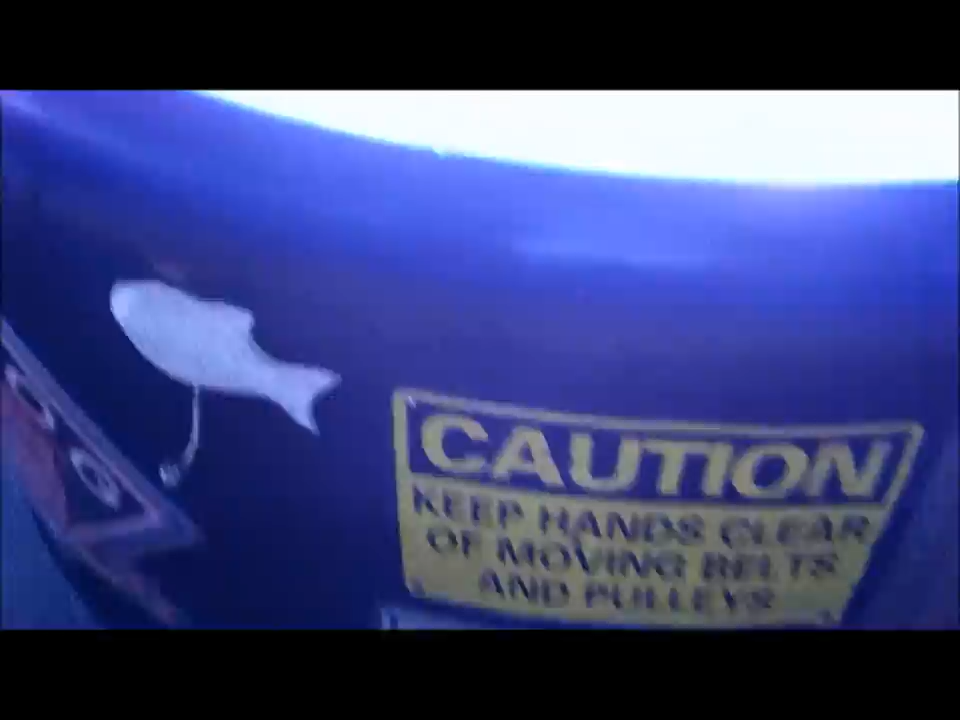 CAUTION
KEEP HANDS CLEAR
OF MOVING BELTS
AND PULLEYS